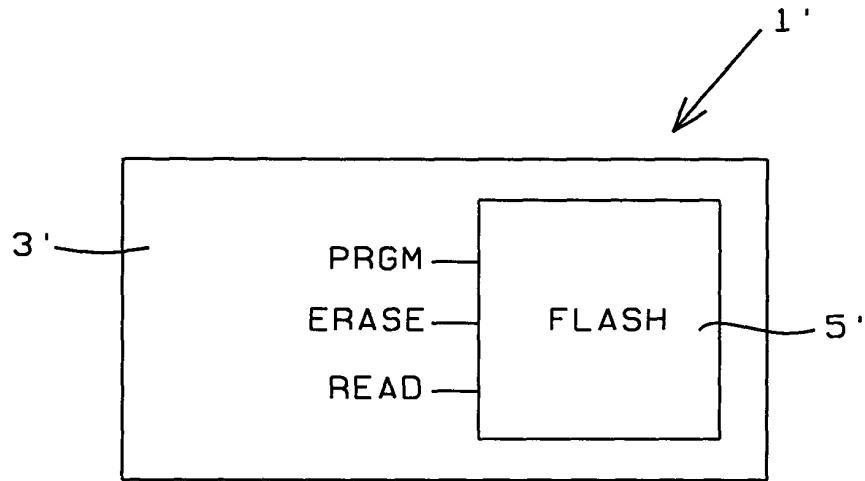 1'
3'
PRGM
ERASE
FLASH
5'
READ